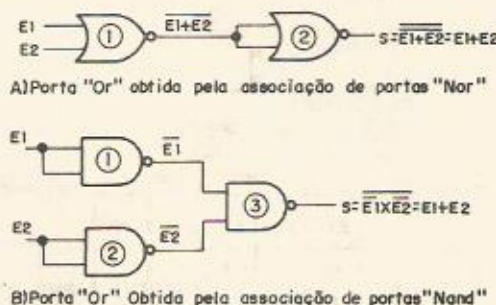 E1
E2
①
E1+E2
②
S=E1+E2=E1+E2
A)Porta "Or" obtida pela associação de portas "Nor"
E1
①
E1
③
S=E1XE2=E1+E2
E2
②
E2
B)Porta "Or" Obtida pela associação de portas "Nand"